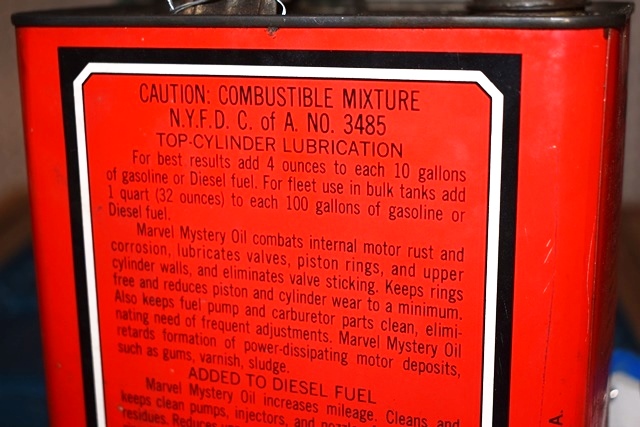 CAUTION: COMBUSTIBLE MIXTURE
N.Y.F.D. C. of A. NO. 3485
TOP-CYLINDER LUBRICATION
For best results add 4 ounces to each 10 gallons
of gasoline or Diesel fuel. For fleet use in bulk tanks add
1 quart (32 ounces) to each 100 gallons of gasoline or
Diesel fuel.
Marvel Mystery Oil combats internal motor rust and
corrosion, lubricates valves, piston rings, and upper
cylinder walls, and eliminates valve sticking. Keeps rings
free and reduces piston and cylinder wear to a minimum.
Also keeps fuel pump and carburetor parts clean, elimi-
nating need of frequent adjustments. Marvel Mystery Oil
retards formation of power-dissipating motor deposits,
such as gums, varnish, sludge.
ADDED TO DIESEL FUEL
Marvel Mystery Oil increases mileage. Cleans and
keeps clean pumps, injectors, and
residues. Reduces
A.